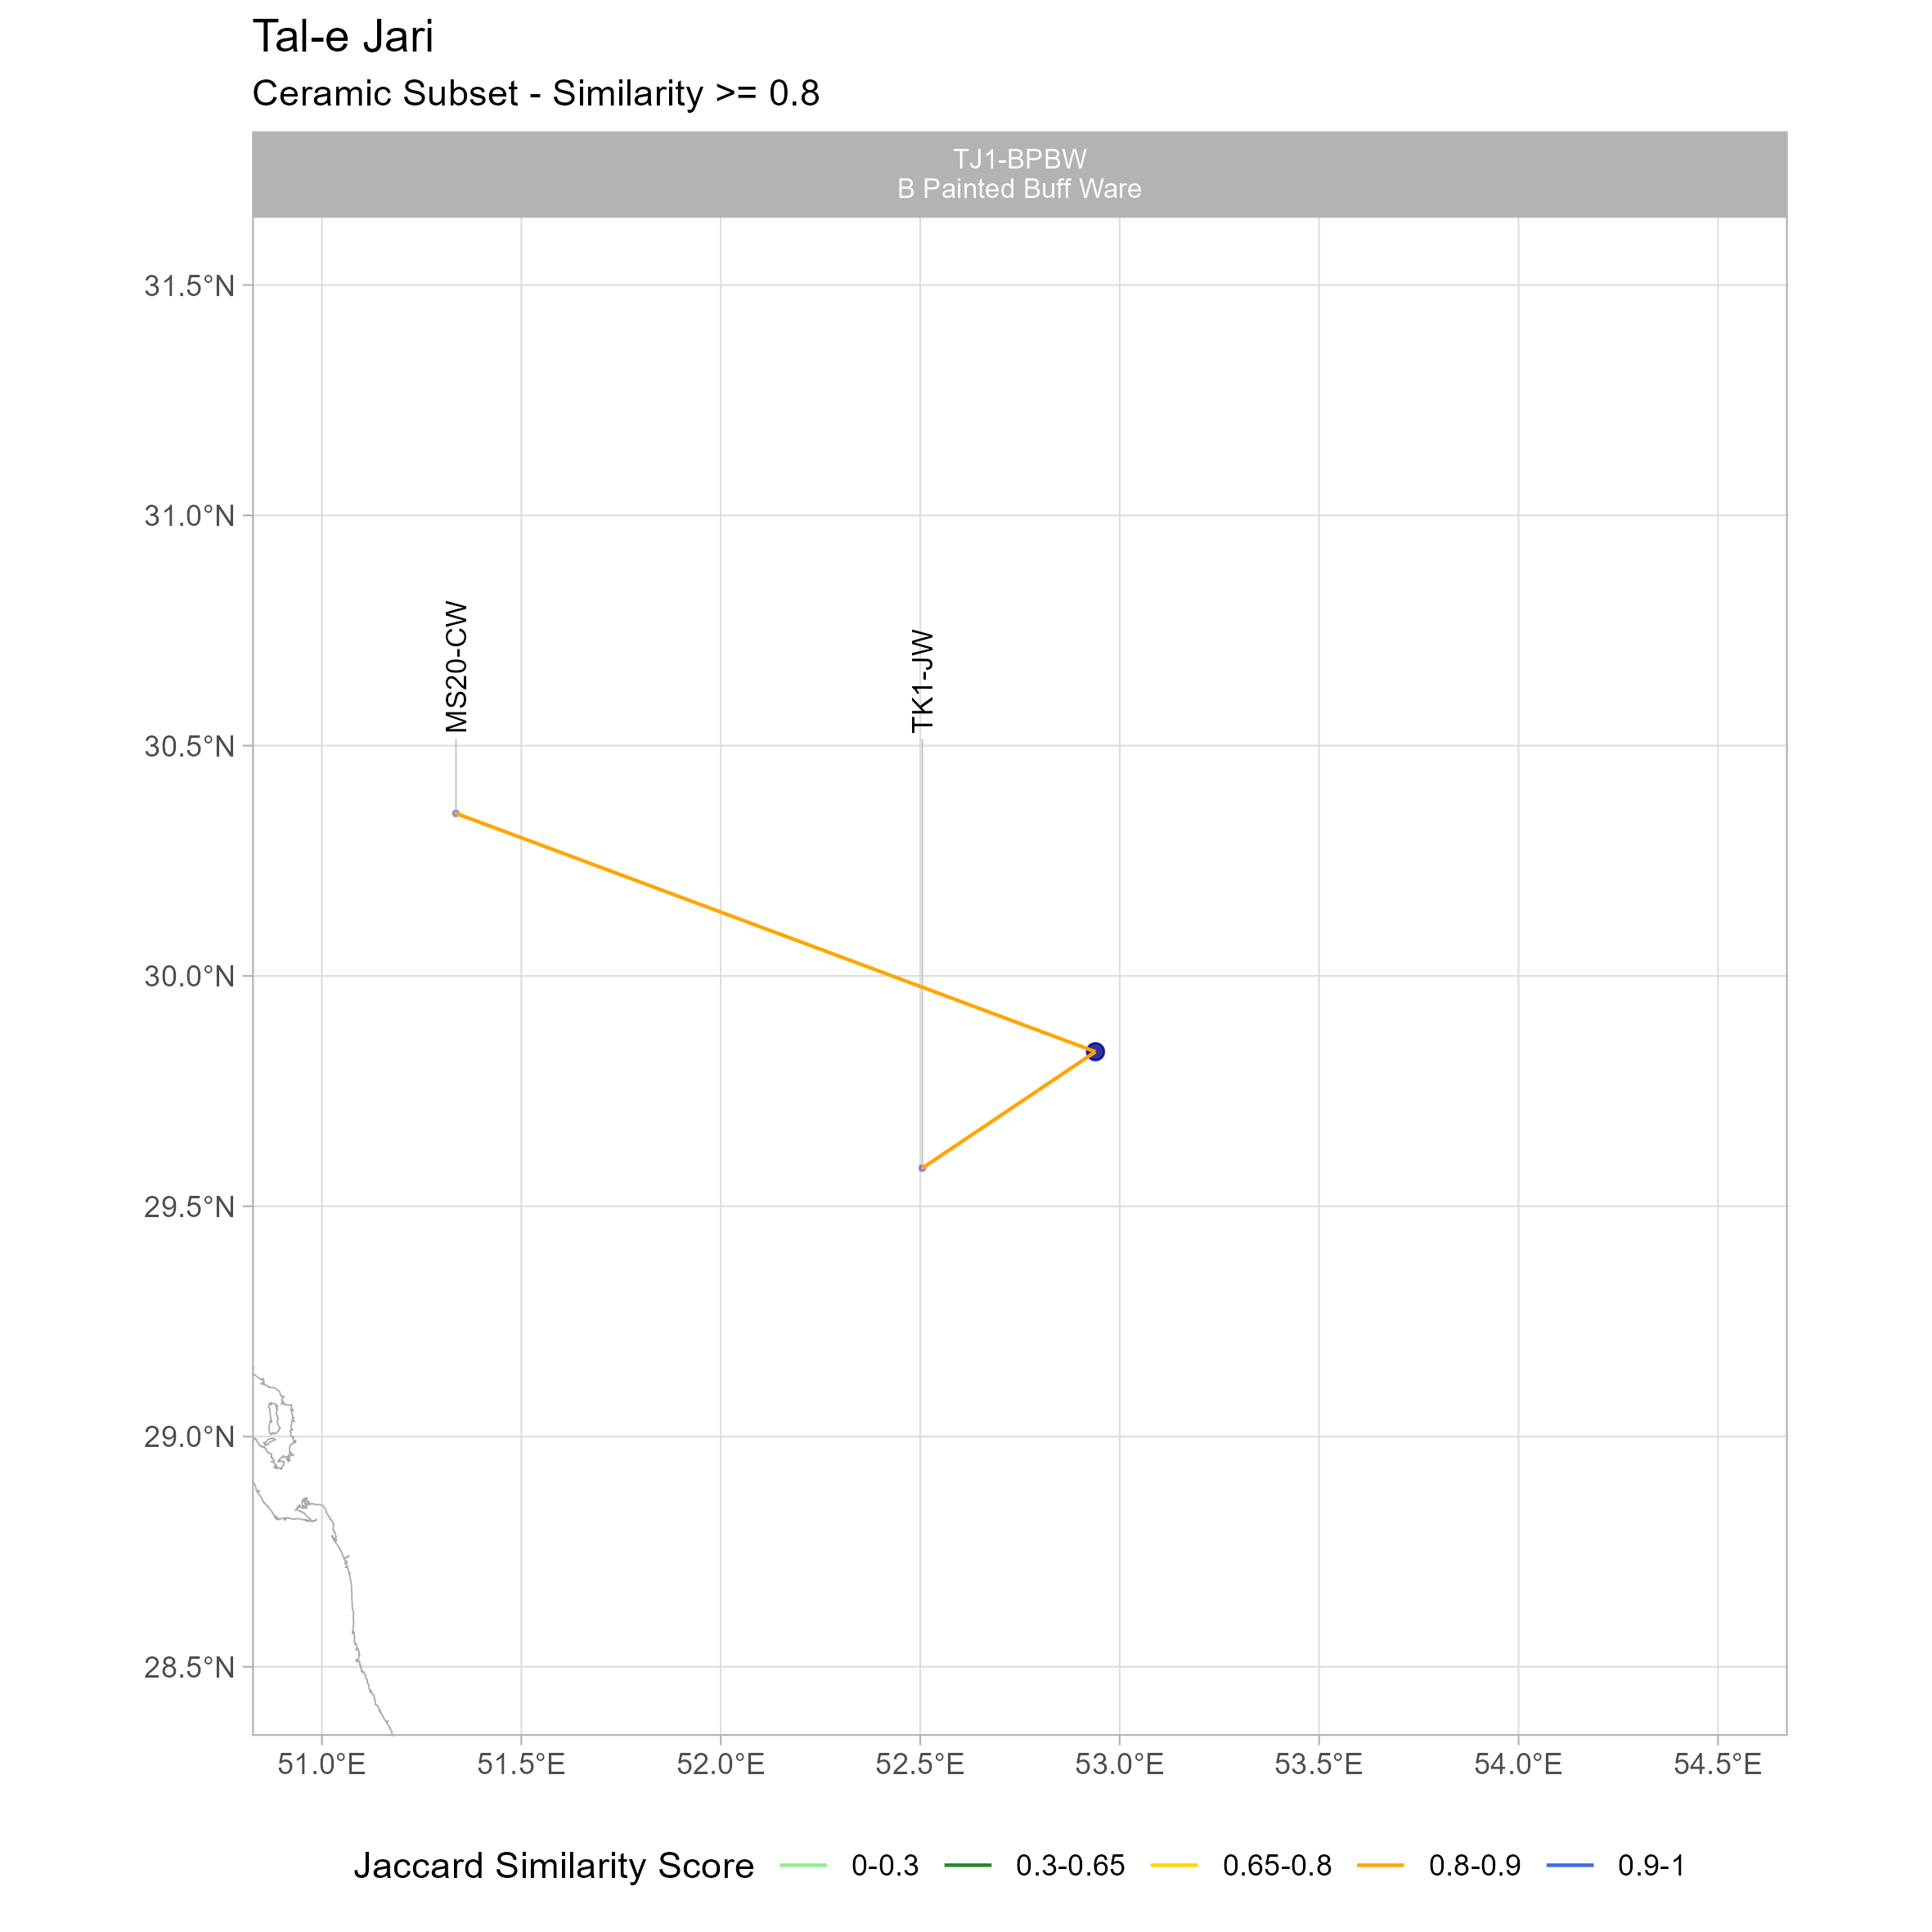 Tal-e Jari
Ceramic Subset - Similarity >= 0.8
TJ1-BPBW
B Painted Buff Ware
31.5°N
31.0°N
30.5°N
30.0°N
29.5°N
29.0°N
28.5°N
MS20-CW
TK1-JW
51.0°E
51.5°E
52.0°E
52.5°E
53.0°E
53.5°E
54.0°E
54.5°E
Jaccard Similarity Score 0-0.3 0.3-0.65 0.65-0.8 0.8-0.9 0.9-1